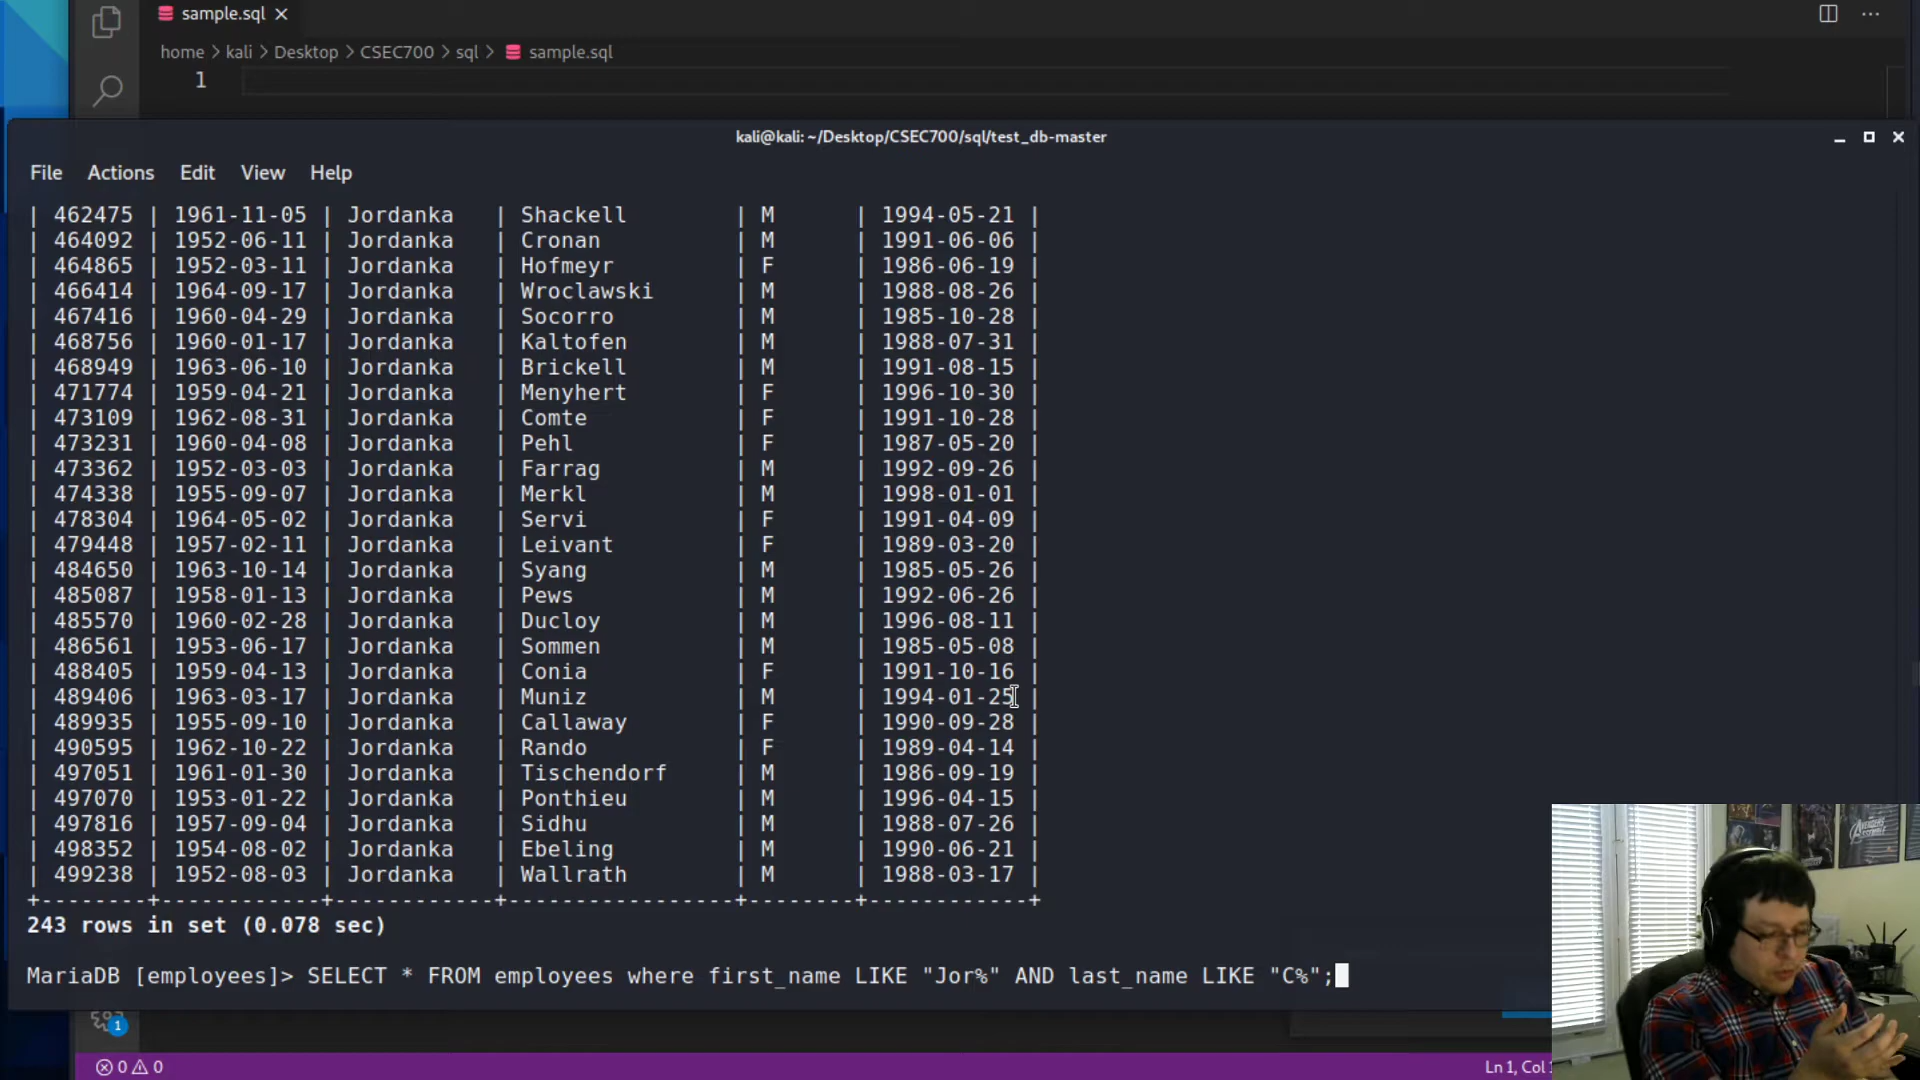 sample.sql
home > kali > Desktop > CSEC700 > sql > sample.sql
1
kali@kali: ~/Desktop/CSEC700/sql/test_db-master
File Actions Edit View Help
| 462475 | 1961-11-05 | Jordanka | Shackell | M | 1994-05-21 |
| 464092 | 1952-06-11 | Jordanka | Cronan | M | 1991-06-06 |
| 464865 | 1952-03-11 | Jordanka | Hofmeyr | F | 1986-06-19 |
| 466414 | 1964-09-17 | Jordanka | Wroclawski | M | 1988-08-26 |
| 467416 | 1960-04-29 | Jordanka | Socorro | M | 1985-10-28 |
| 468756 | 1960-01-17 | Jordanka | Kaltofen | M | 1988-07-31 |
| 468949 | 1963-06-10 | Jordanka | Brickell | M | 1991-08-15 |
| 471774 | 1959-04-21 | Jordanka | Menyhert | F | 1996-10-30 |
| 473109 | 1962-08-31 | Jordanka | Comte | F | 1991-10-28 |
| 473231 | 1960-04-08 | Jordanka | Pehl | F | 1987-05-20 |
| 473362 | 1952-03-03 | Jordanka | Farrag | M | 1992-09-26 |
| 474338 | 1955-09-07 | Jordanka | Merkl | M | 1998-01-01 |
| 478304 | 1964-05-02 | Jordanka | Servi | F | 1991-04-09 |
| 479448 | 1957-02-11 | Jordanka | Leivant | F | 1989-03-20 |
| 484650 | 1963-10-14 | Jordanka | Syang | M | 1985-05-26 |
| 485087 | 1958-01-13 | Jordanka | Pews | M | 1992-06-26 |
| 485570 | 1960-02-28 | Jordanka | Ducloy | M | 1996-08-11 |
| 486561 | 1953-06-17 | Jordanka | Sommen | M | 1985-05-08 |
| 488405 | 1959-04-13 | Jordanka | Conia | F | 1991-10-16 |
| 489406 | 1963-03-17 | Jordanka | Muniz | M | 1994-01-25 |
| 489935 | 1955-09-10 | Jordanka | Callaway | F | 1990-09-28 |
| 490595 | 1962-10-22 | Jordanka | Rando | F | 1989-04-14 |
| 497051 | 1961-01-30 | Jordanka | Tischendorf | M | 1986-09-19 |
| 497070 | 1953-01-22 | Jordanka | Ponthieu | M | 1996-04-15 |
| 497816 | 1957-09-04 | Jordanka | Sidhu | M | 1988-07-26 |
| 498352 | 1954-08-02 | Jordanka | Ebeling | M | 1990-06-21 |
| 499238 | 1952-08-03 | Jordanka | Wallrath | M | 1988-03-17 |
+--------+------------+------------+-----------------+--------+------------+
243 rows in set (0.078 sec)
MariaDB [employees]> SELECT * FROM employees where first_name LIKE "Jor%" AND last_name LIKE "C%";
1
0 0
Ln 1, Col